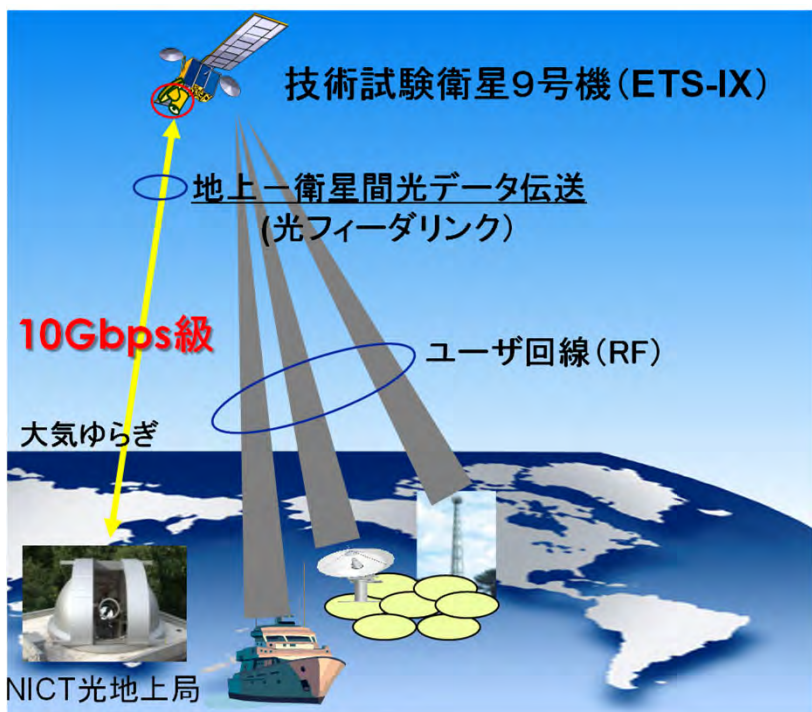 技術試験衛星９号機（ETS-IX）
地上－衛星間光データ伝送
(光フィーダリンク）
10Gbps級
ユーザ回線（RF）
大気ゆらぎ
NICT光地上局